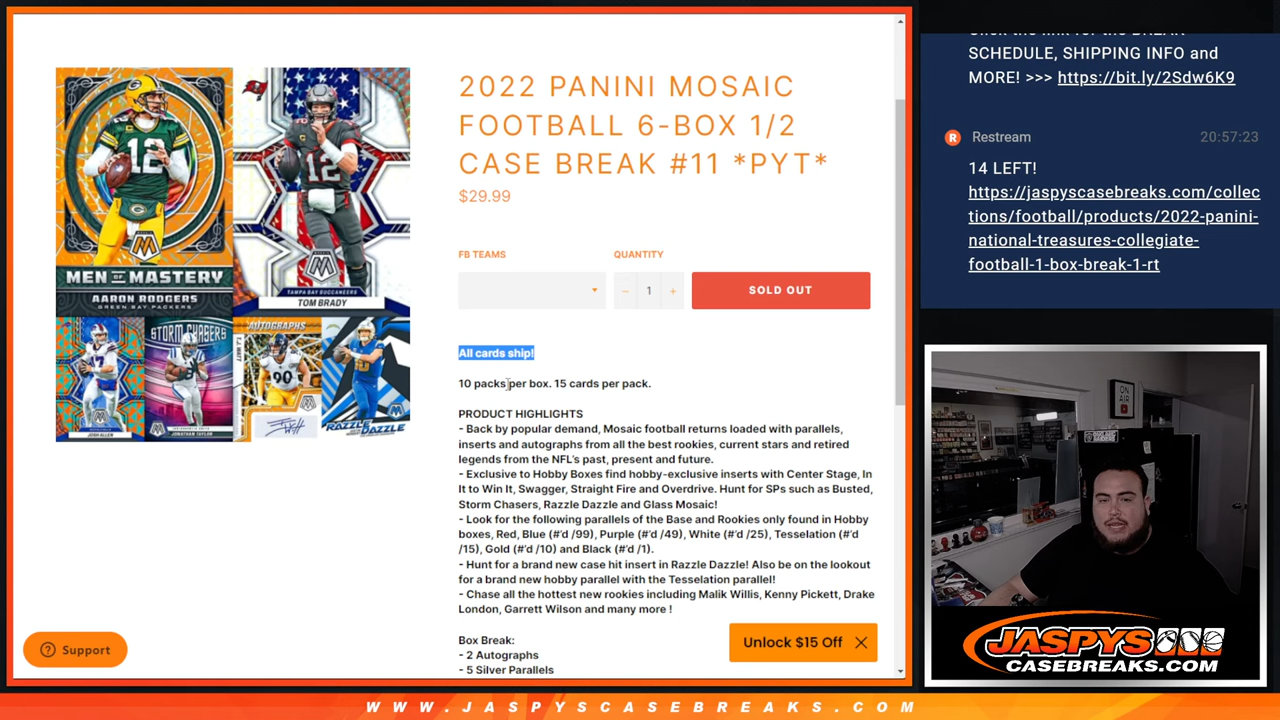 2022 PANINI MOSAIC
FOOTBALL 6-BOX 1/2
CASE BREAK #11 *PYT*
$29.99
FB TEAMS
QUANTITY
− 1 +
SOLD OUT
All cards ship!
10 packs per box. 15 cards per pack.
PRODUCT HIGHLIGHTS
- Back by popular demand, Mosaic football returns loaded with parallels,
inserts and autographs from all the best rookies, current stars and retired
legends from the NFL's past, present and future.
- Exclusive to Hobby Boxes find hobby-exclusive inserts with Center Stage, In
It to Win It, Swagger, Straight Fire and Overdrive. Hunt for SPs such as Busted,
Storm Chasers, Razzle Dazzle and Glass Mosaic!
- Look for the following parallels of the Base and Rookies only found in Hobby
boxes, Red, Blue (#'d /99), Purple (#'d /49), White (#'d /25), Tesselation (#'d
/15), Gold (#'d /10) and Black (#'d /1).
- Hunt for a brand new case hit insert in Razzle Dazzle! Also be on the lookout
for a brand new hobby parallel with the Tesselation parallel!
- Chase all the hottest new rookies including Malik Willis, Kenny Pickett, Drake
London, Garrett Wilson and many more !
Box Break:
- 2 Autographs
- 5 Silver Parallels
12
MEN OF MASTERY
AARON RODGERS
GREEN BAY PACKERS
12
TAMPA BAY BUCCANEERS
TOM BRADY
17
JOSH ALLEN
STORM CHASERS
JONATHAN TAYLOR
AUTOGRAPHS
T.J. WATT
90
RAZZLE DAZZLE
Support
Unlock $15 Off
SCHEDULE, SHIPPING INFO and
MORE! >>> https://bit.ly/2Sdw6K9
R Restream 20:57:23
14 LEFT!
https://jaspyscasebreaks.com/collec
tions/football/products/2022-panini-
national-treasures-collegiate-
football-1-box-break-1-rt
ON
AIR
JASPYS
CASEBREAKS.COM
WWW.JASPYSCASEBREAKS.COM